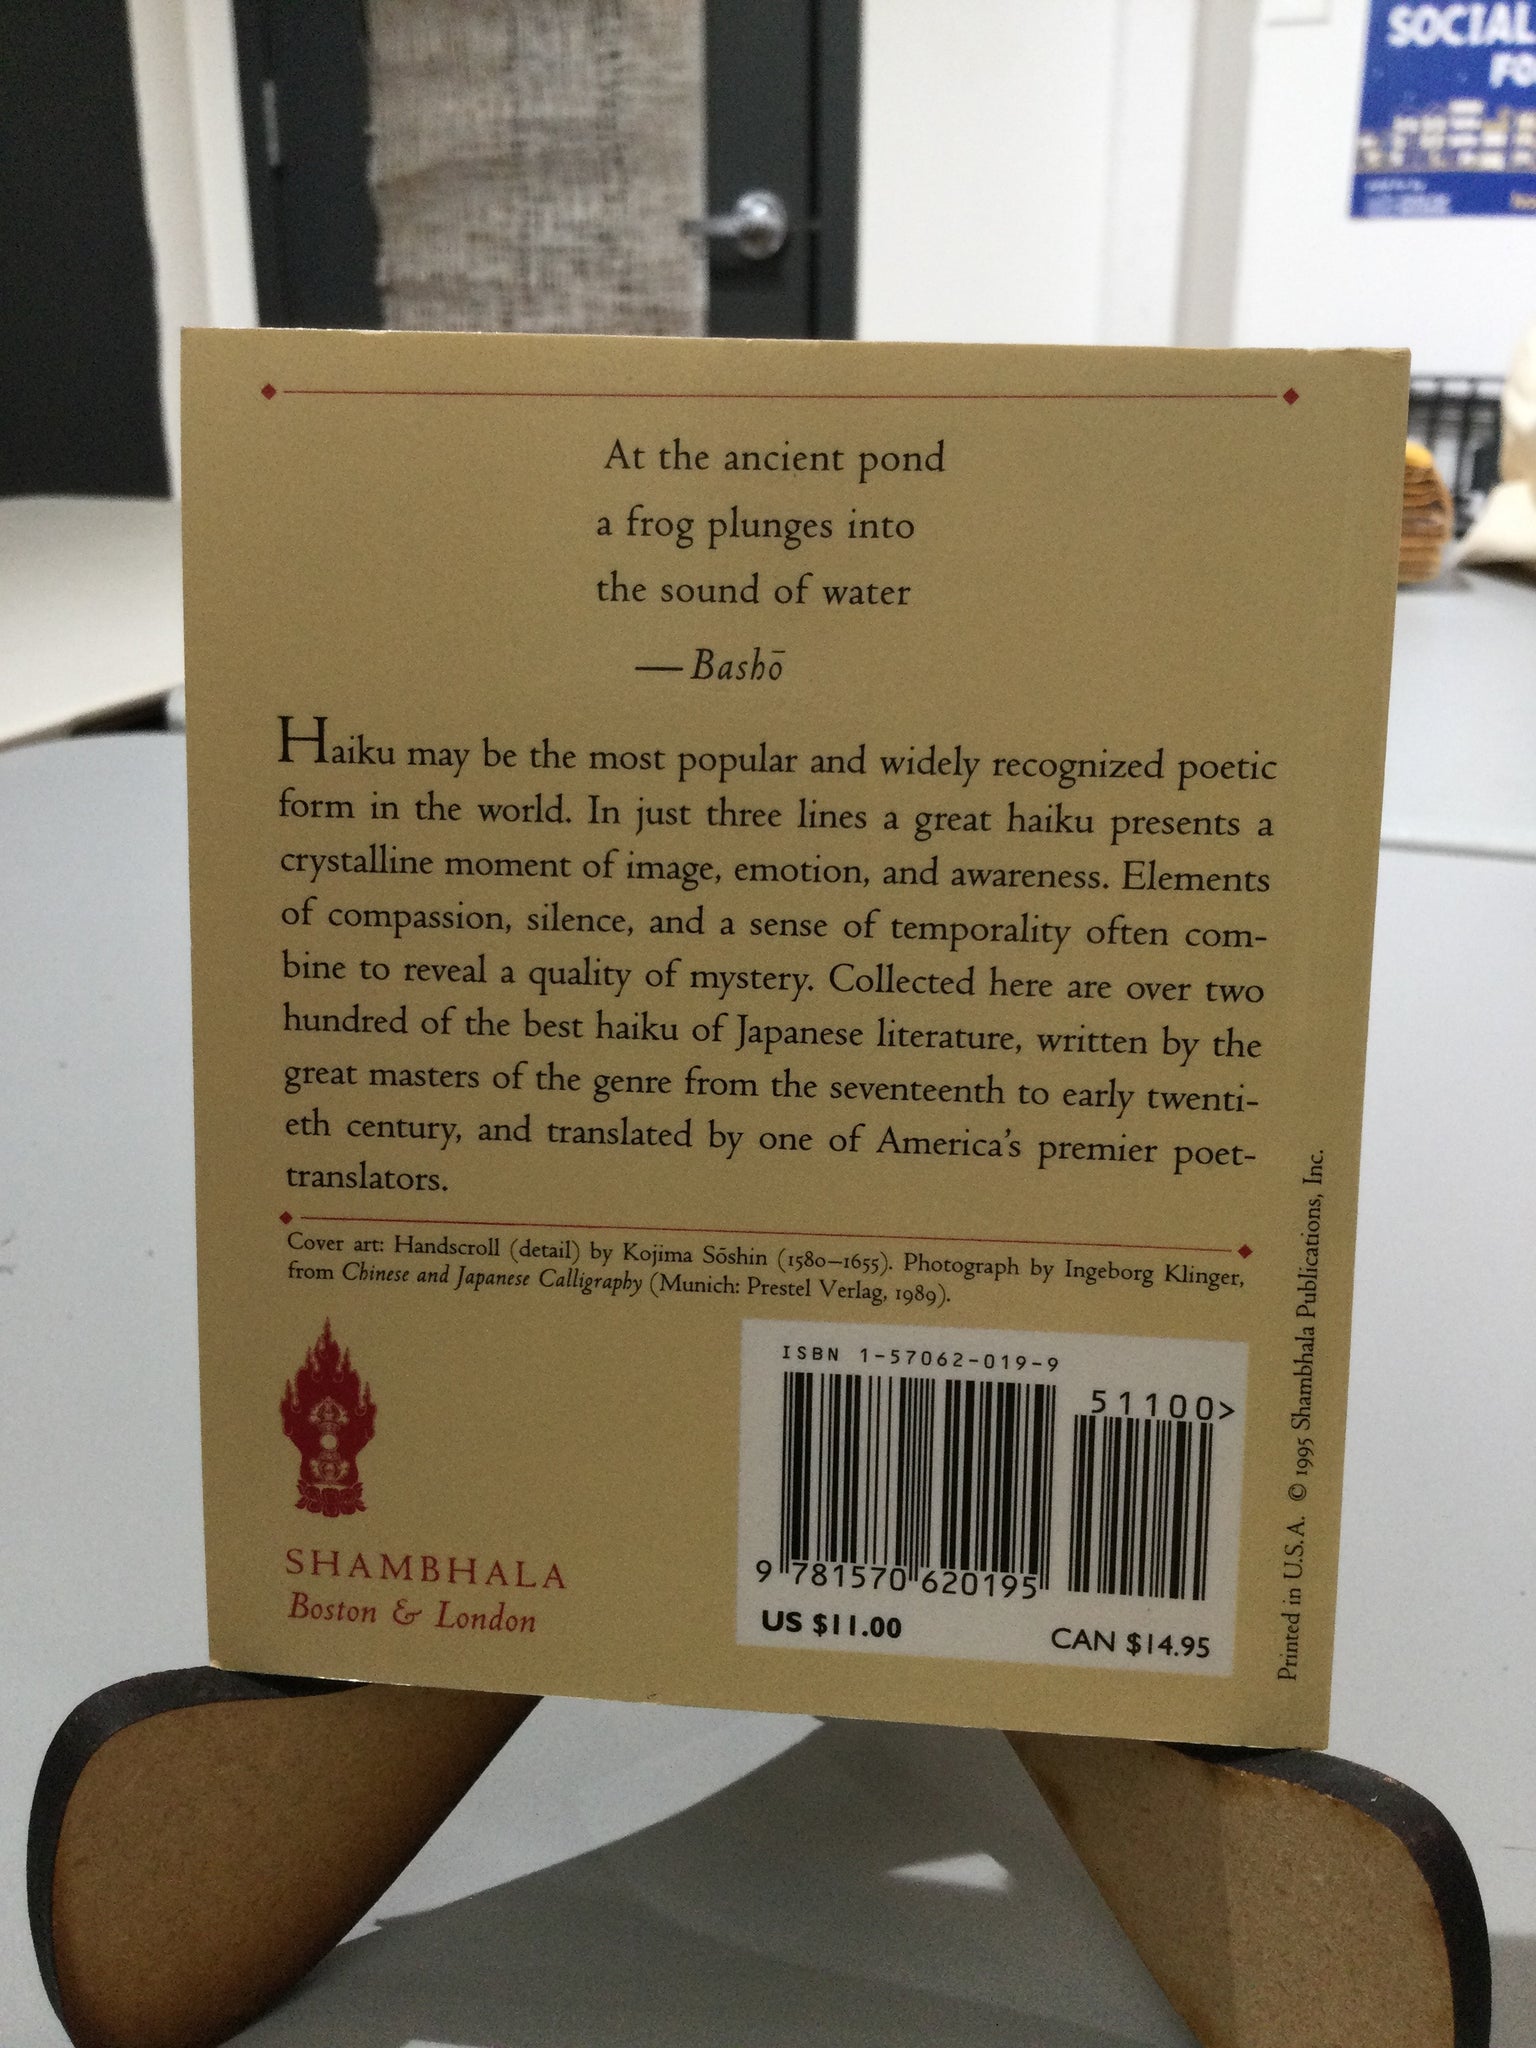 SOCIAL
FO
At the ancient pond
a frog plunges into
the sound of water
—Bashō
Haiku may be the most popular and widely recognized poetic
form in the world. In just three lines a great haiku presents a
crystalline moment of image, emotion, and awareness. Elements
of compassion, silence, and a sense of temporality often com-
bine to reveal a quality of mystery. Collected here are over two
hundred of the best haiku of Japanese literature, written by the
great masters of the genre from the seventeenth to early twenti-
eth century, and translated by one of America's premier poet-
translators.
Cover art: Handscroll (detail) by Kojima Sōshin (1580–1655). Photograph by Ingeborg Klinger,
from Chinese and Japanese Calligraphy (Munich: Prestel Verlag, 1989).
SHAMBHALA
Boston & London
ISBN 1-57062-019-9
51100>
9 781570 620195
US $11.00
CAN $14.95
Printed in U.S.A. © 1995 Shambhala Publications, Inc.